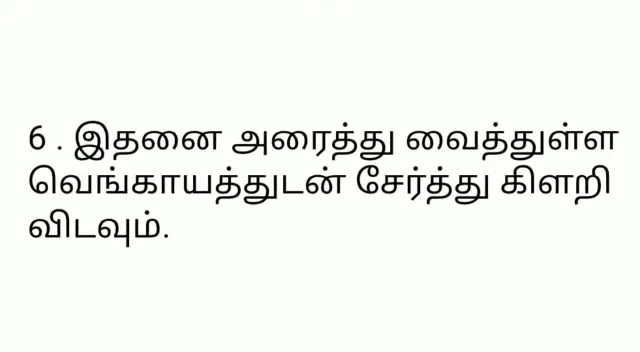 6 . இதனை அரைத்து வைத்துள்ள
வெங்காயத்துடன் சேர்த்து கிளறி
விடவும்.